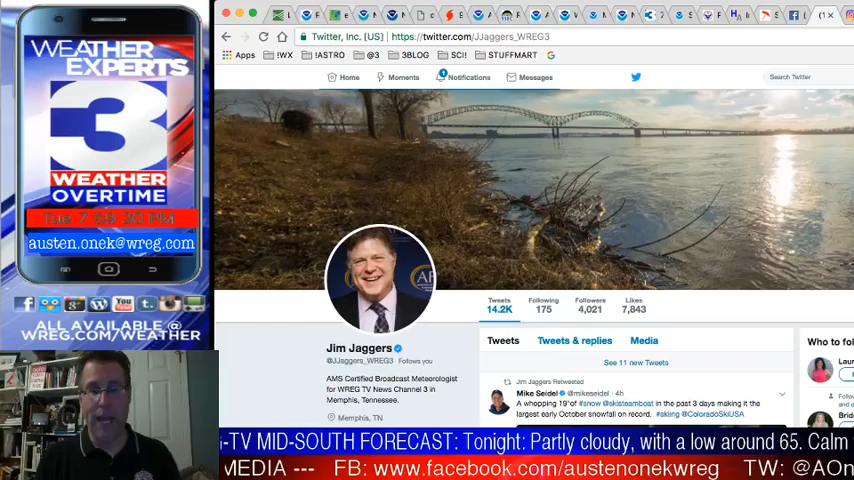 WEATHER
EXPERTS
3
WEATHER
OVERTIME
Tue 7 59 30 PM
austen.onek@wreg.com
ALL AVAILABLE @
WREG.COM/WEATHER
(1
Twitter, Inc. [US] https://twitter.com/JJaggers_WREG3
Apps !WX !ASTRO @3 3BLOG SCI! STUFFMART
Home Moments 1 Notifications Messages Search Twitter
Tweets Following Followers Likes
14.2K 175 4,021 7,843
Jim Jaggers
@JJaggers_WREG3 Follows you
AMS Certified Broadcast Meteorologist
for WREG TV News Channel 3 in
Memphis, Tennessee.
Memphis, TN
Tweets Tweets & replies Media
See 11 new Tweets
Jim Jaggers Retweeted
Mike Seidel @mikeseidel · 4h
A whopping 19"of #snow @skisteamboat in the past 3 days making it the
largest early October snowfall on record. #skiing @ColoradoSkiUSA
Who to follo
Laur
Follow
Brid
G-TV MID-SOUTH FORECAST: Tonight: Partly cloudy, with a low around 65. Calm
MEDIA --- FB: www.facebook.com/austenonekwreg TW: @AOn